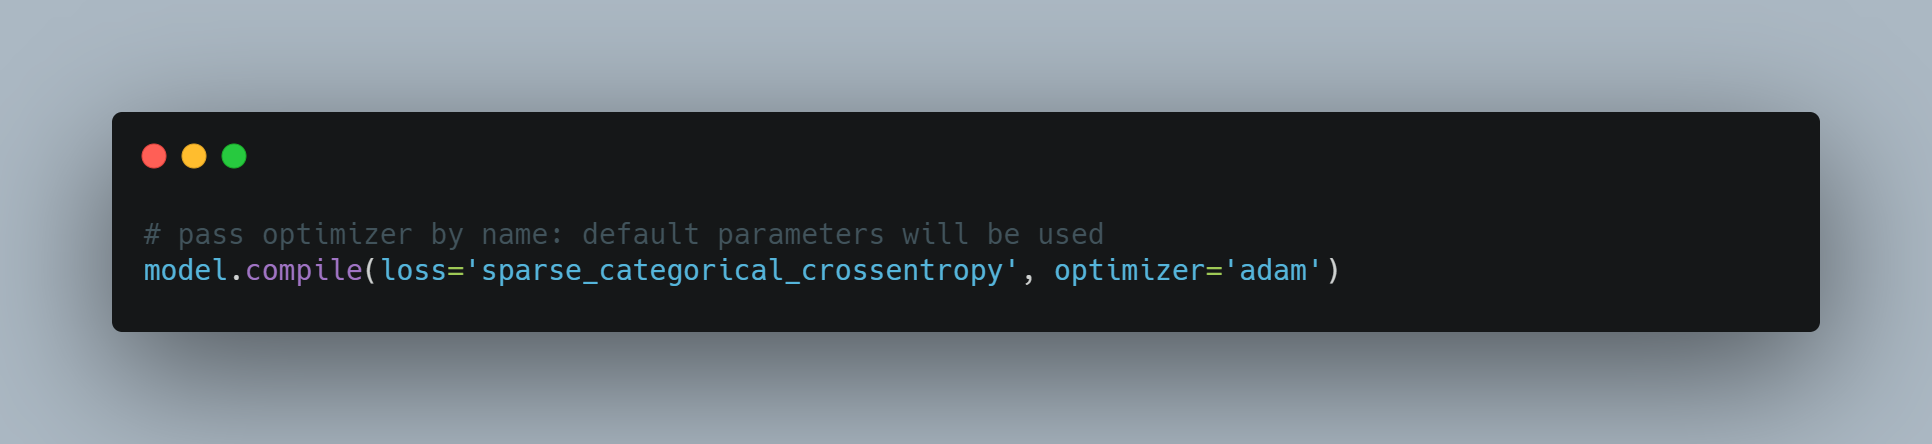 # pass optimizer by name: default parameters will be used
model.compile(loss='sparse_categorical_crossentropy', optimizer='adam')